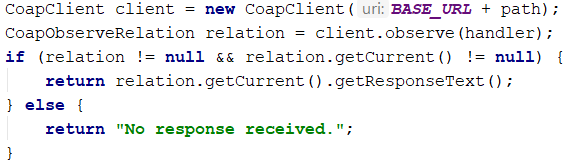 CoapClient client = new CoapClient( uri: BASE_URL + path);
CoapObserveRelation relation = client.observe(handler);
if (relation != null && relation.getCurrent() != null) {
    return relation.getCurrent().getResponseText();
} else {
    return "No response received.";
}